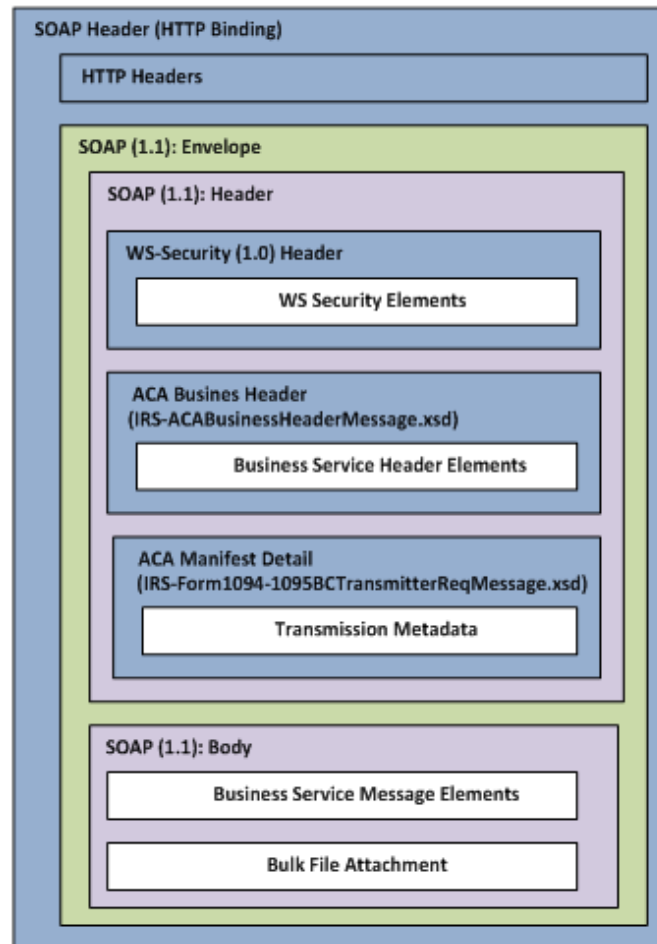 SOAP Header (HTTP Binding)
HTTP Headers
SOAP (1.1): Envelope
SOAP (1.1): Header
WS-Security (1.0) Header
WS Security Elements
ACA Busines Header
(IRS-ACABusinessHeaderMessage.xsd)
Business Service Header Elements
ACA Manifest Detail
(IRS-Form1094-1095BCTransmitterReqMessage.xsd)
Transmission Metadata
SOAP (1.1): Body
Business Service Message Elements
Bulk File Attachment